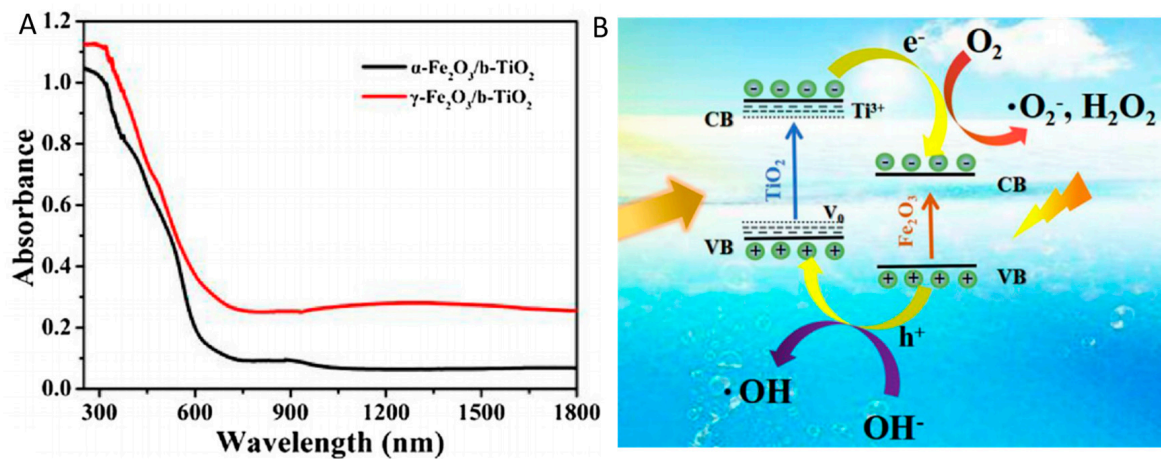 A
1.2
1.0
0.8
0.6
0.4
0.2
0.0
Absorbance
α-Fe₂O₃/b-TiO₂
γ-Fe₂O₃/b-TiO₂
300 600 900 1200 1500 1800
Wavelength (nm)
B
e⁻
O₂
- - - -
Ti³⁺
CB
·O₂⁻, H₂O₂
- - - -
CB
TiO₂
Fe₂O₃
V₀
VB
+ + + +
VB
+ + + +
h⁺
·OH
OH⁻